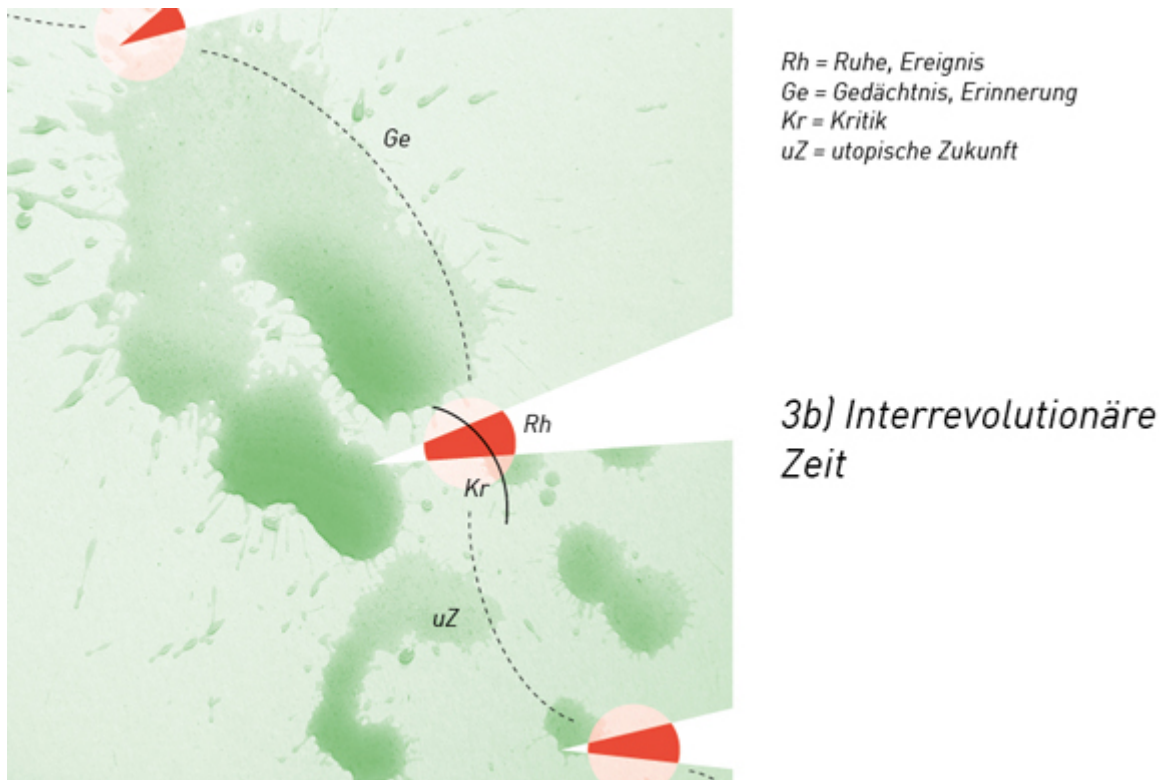 Rh = Ruhe, Ereignis
Ge = Gedächtnis, Erinnerung
Kr = Kritik
uZ = utopische Zukunft
Ge
3b) Interrevolutionäre
Zeit
Rh
Kr
uZ